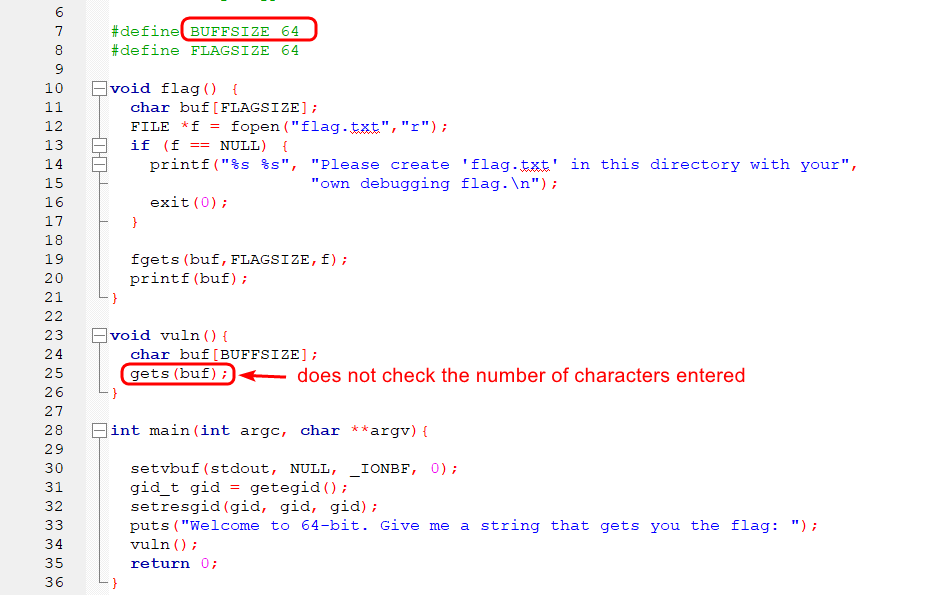 6
7 #define BUFFSIZE 64
8 #define FLAGSIZE 64
9
10 void flag() {
11 char buf[FLAGSIZE];
12 FILE *f = fopen("flag.txt","r");
13 if (f == NULL) {
14 printf("%s %s", "Please create 'flag.txt' in this directory with your",
15 "own debugging flag.\n");
16 exit(0);
17 }
18
19 fgets(buf,FLAGSIZE,f);
20 printf(buf);
21 }
22
23 void vuln(){
24 char buf[BUFFSIZE];
25 gets(buf); does not check the number of characters entered
26 }
27
28 int main(int argc, char **argv){
29
30 setvbuf(stdout, NULL, _IONBF, 0);
31 gid_t gid = getegid();
32 setresgid(gid, gid, gid);
33 puts("Welcome to 64-bit. Give me a string that gets you the flag: ");
34 vuln();
35 return 0;
36 }